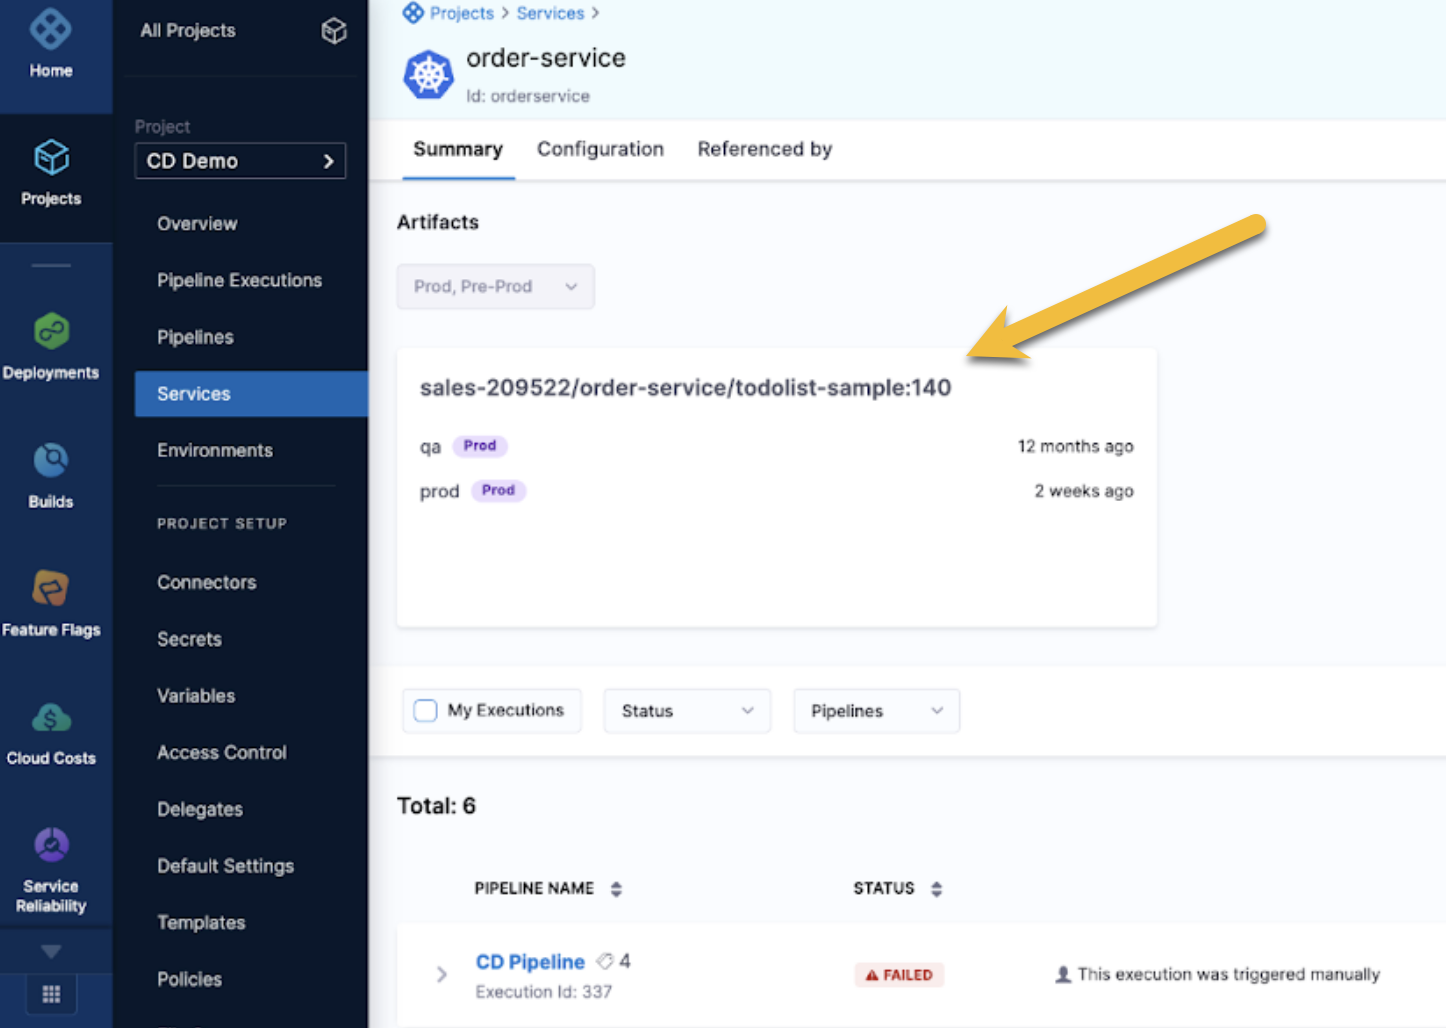 Home
Projects
Deployments
Builds
Feature Flags
Cloud Costs
Service
Reliability
All Projects
Project
CD Demo
Overview
Pipeline Executions
Pipelines
Services
Environments
PROJECT SETUP
Connectors
Secrets
Variables
Access Control
Delegates
Default Settings
Templates
Policies
Projects > Services >
order-service
Id: orderservice
Summary Configuration Referenced by
Artifacts
Prod, Pre-Prod
sales-209522/order-service/todolist-sample:140
qa Prod 12 months ago
prod Prod 2 weeks ago
My Executions Status Pipelines
Total: 6
PIPELINE NAME STATUS
CD Pipeline 4
FAILED This execution was triggered manually
Execution Id: 337